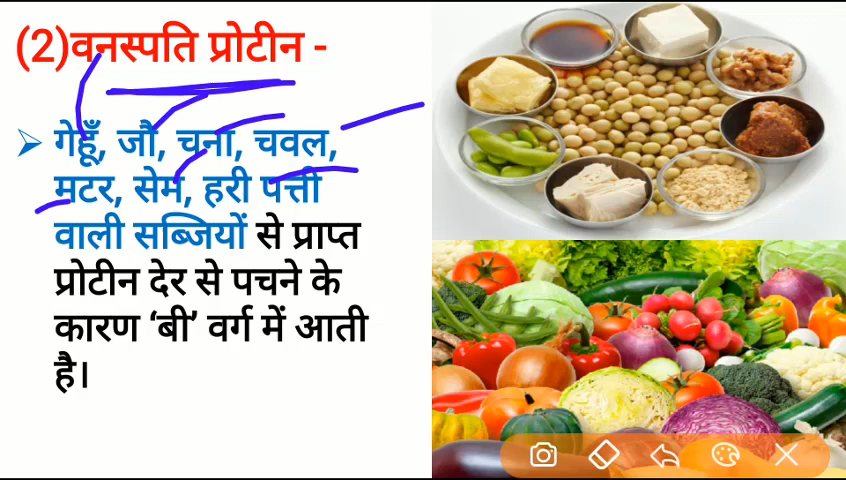 (2)वनस्पति प्रोटीन -
➢ गेहूँ, जौ, चना, चवल,
मटर, सेम, हरी पत्ती
वाली सब्जियों से प्राप्त
प्रोटीन देर से पचने के
कारण ‘बी’ वर्ग में आती
है।